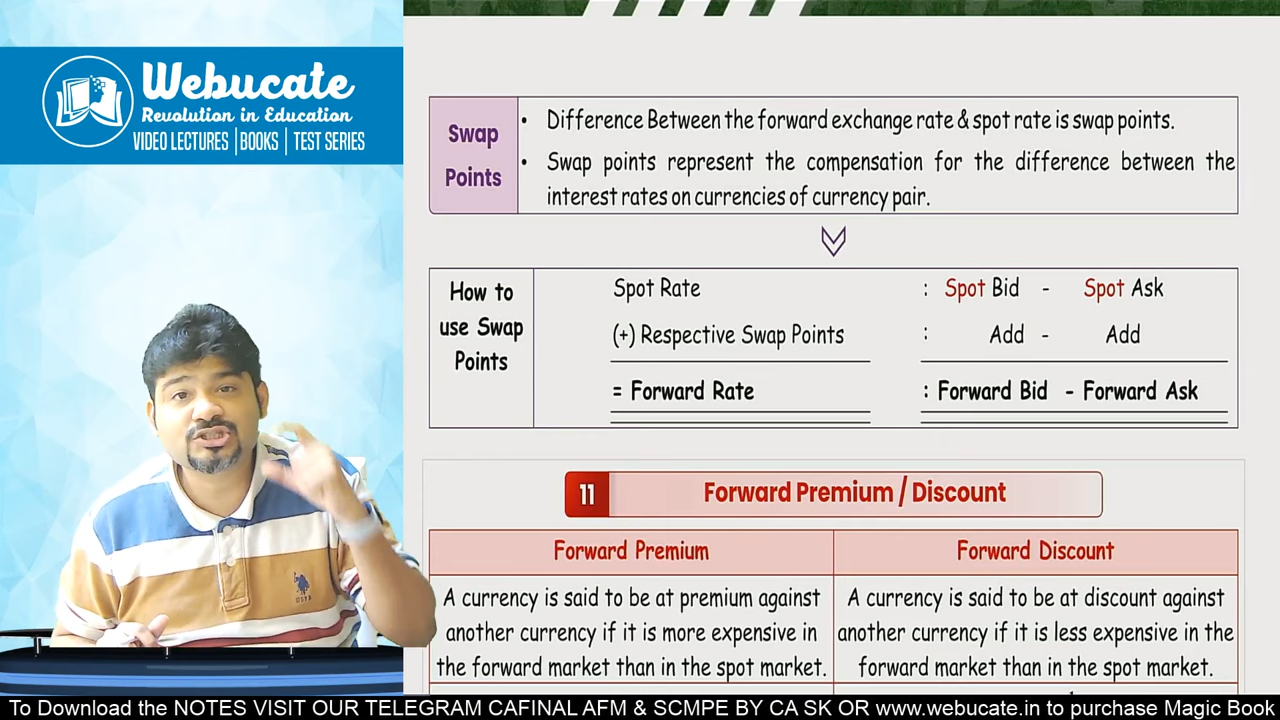 Webucate
Revolution in Education
VIDEO LECTURES | BOOKS | TEST SERIES
Swap
Points
• Difference Between the forward exchange rate & spot rate is swap points.
• Swap points represent the compensation for the difference between the
interest rates on currencies of currency pair.
How to
use Swap
Points
Spot Rate : Spot Bid - Spot Ask
(+) Respective Swap Points : Add - Add
= Forward Rate : Forward Bid - Forward Ask
11 Forward Premium / Discount
Forward Premium
A currency is said to be at premium against
another currency if it is more expensive in
the forward market than in the spot market.
Forward Discount
A currency is said to be at discount against
another currency if it is less expensive in the
forward market than in the spot market.
To Download the NOTES VISIT OUR TELEGRAM CAFINAL AFM & SCMPE BY CA SK OR www.webucate.in to purchase Magic Book